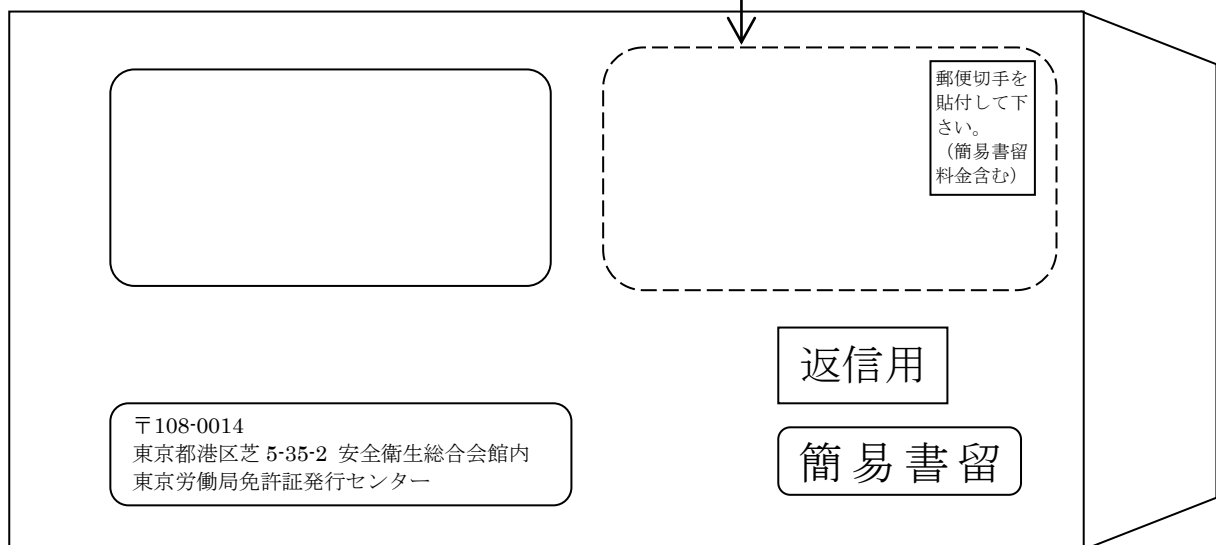 郵便切手を
貼付して下
さい。
（簡易書留
料金含む）
返信用
〒108-0014
東京都港区芝 5-35-2 安全衛生総合会館内
東京労働局免許証発行センター
簡易書留